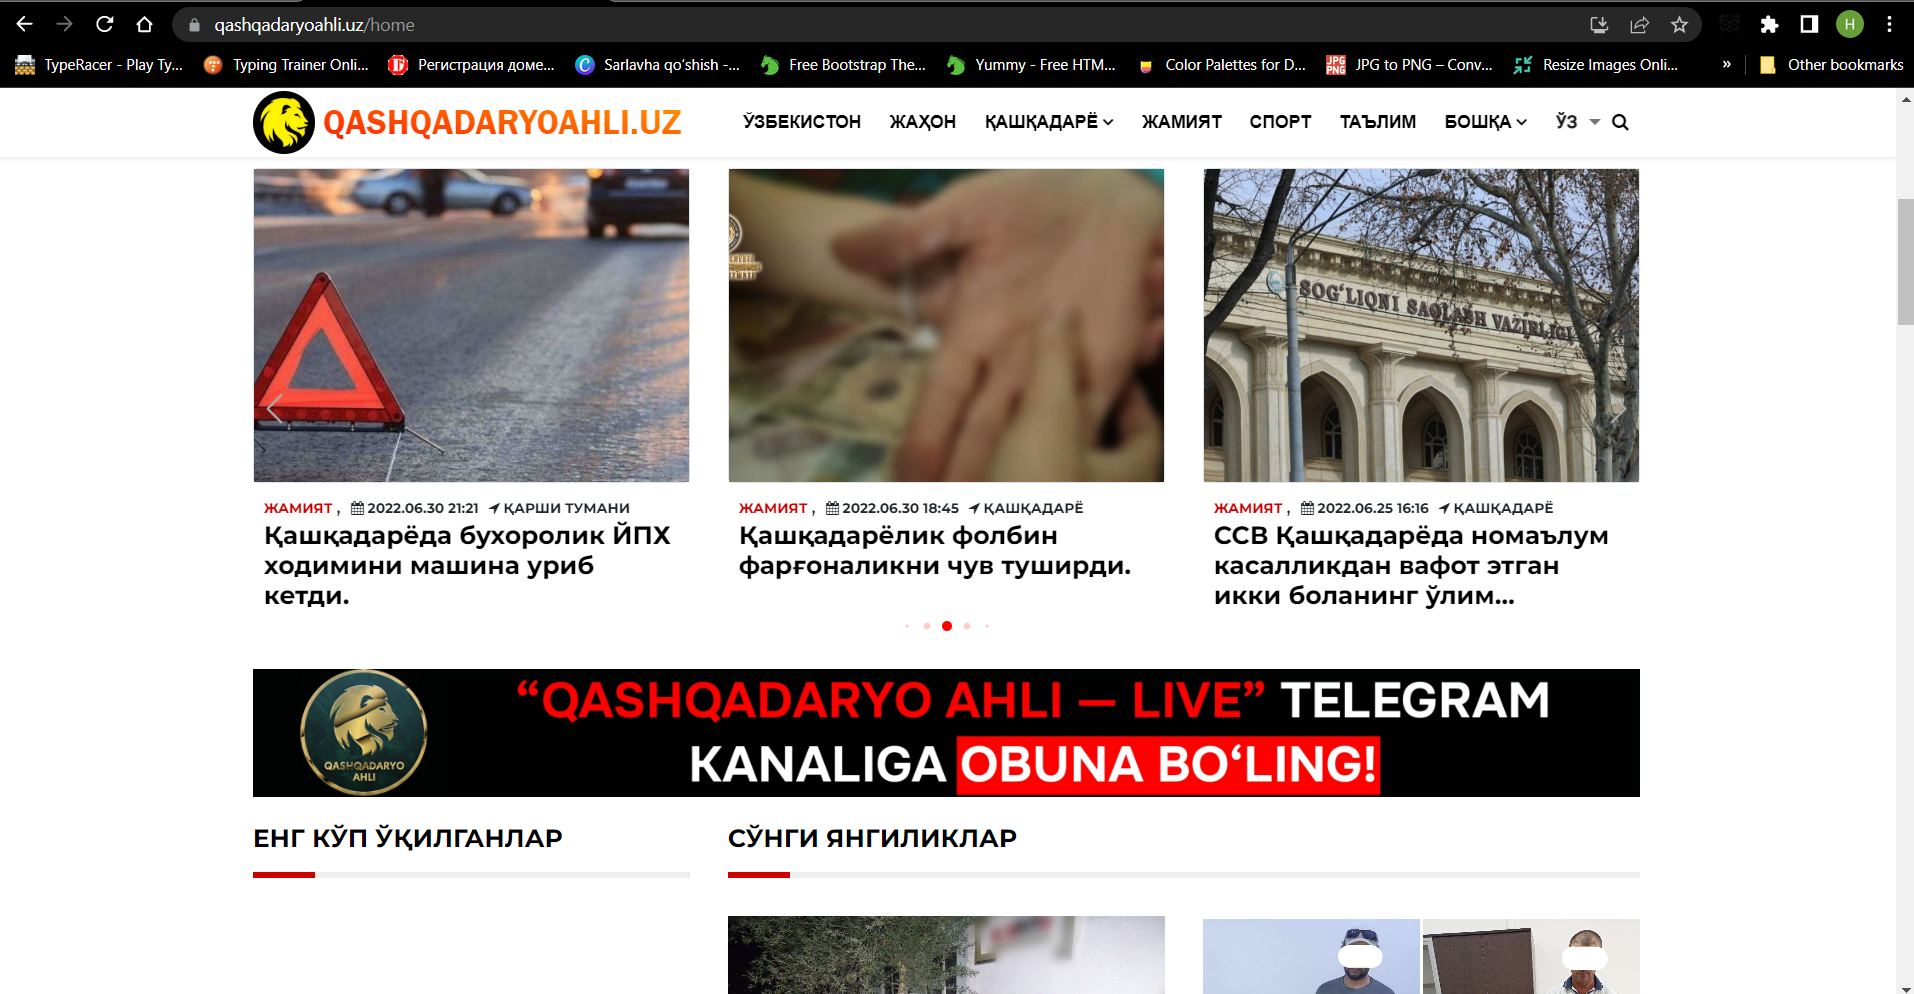 qashqadaryoahli.uz/home
H
TypeRacer - Play Ty...
Typing Trainer Onli...
Регистрация доме...
Sarlavha qo‘shish -...
Free Bootstrap The...
Yummy - Free HTM...
Color Palettes for D...
JPG to PNG – Conv...
Resize Images Onli...
»
Other bookmarks
QASHQADARYOAHLI.UZ
ЎЗБЕКИСТОН
ЖАҲОН
ҚАШҚАДАРЁ
ЖАМИЯТ
СПОРТ
ТАЪЛИМ
БОШҚА
ЎЗ
SOG‘LIQNI SAQLASH VAZIRLIGI
ЖАМИЯТ , 2022.06.30 21:21 ҚАРШИ ТУМАНИ
Қашқадарёда бухоролик ЙПХ
ходимини машина уриб
кетди.
ЖАМИЯТ , 2022.06.30 18:45 ҚАШҚАДАРЁ
Қашқадарёлик фолбин
фарғоналикни чув туширди.
ЖАМИЯТ , 2022.06.25 16:16 ҚАШҚАДАРЁ
ССВ Қашқадарёда номаълум
касалликдан вафот этган
икки боланинг ўлим...
QASHQADARYO
AHLI
“QASHQADARYO AHLI — LIVE” TELEGRAM
KANALIGA OBUNA BO‘LING!
ЕНГ КЎП ЎҚИЛГАНЛАР
СЎНГИ ЯНГИЛИКЛАР